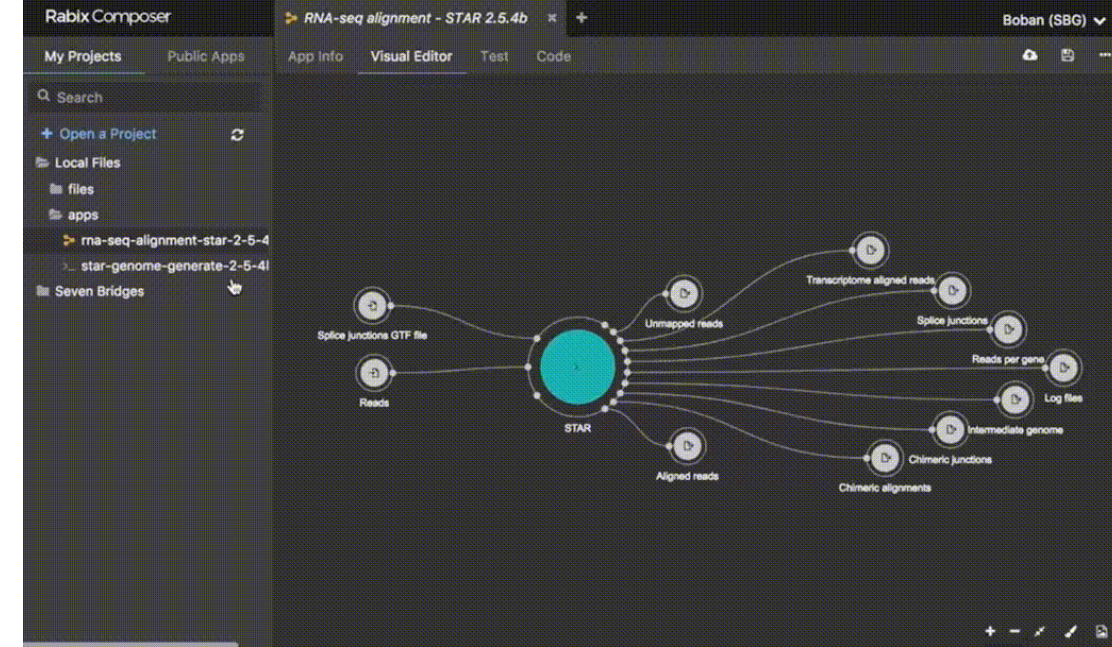 Rabix Composer
RNA-seq alignment - STAR 2.5.4b
Boban (SBG)
My Projects
Public Apps
App Info
Visual Editor
Test
Code
Search
Open a Project
Local Files
files
apps
rna-seq-alignment-star-2-5-4
star-genome-generate-2-5-4
Seven Bridges
Transcriptome aligned reads
Unmapped reads
Splice junctions
Splice junctions GTF file
Reads per gene
Reads
Log files
STAR
Intermediate genome
Chimeric junctions
Aligned reads
Chimeric alignments